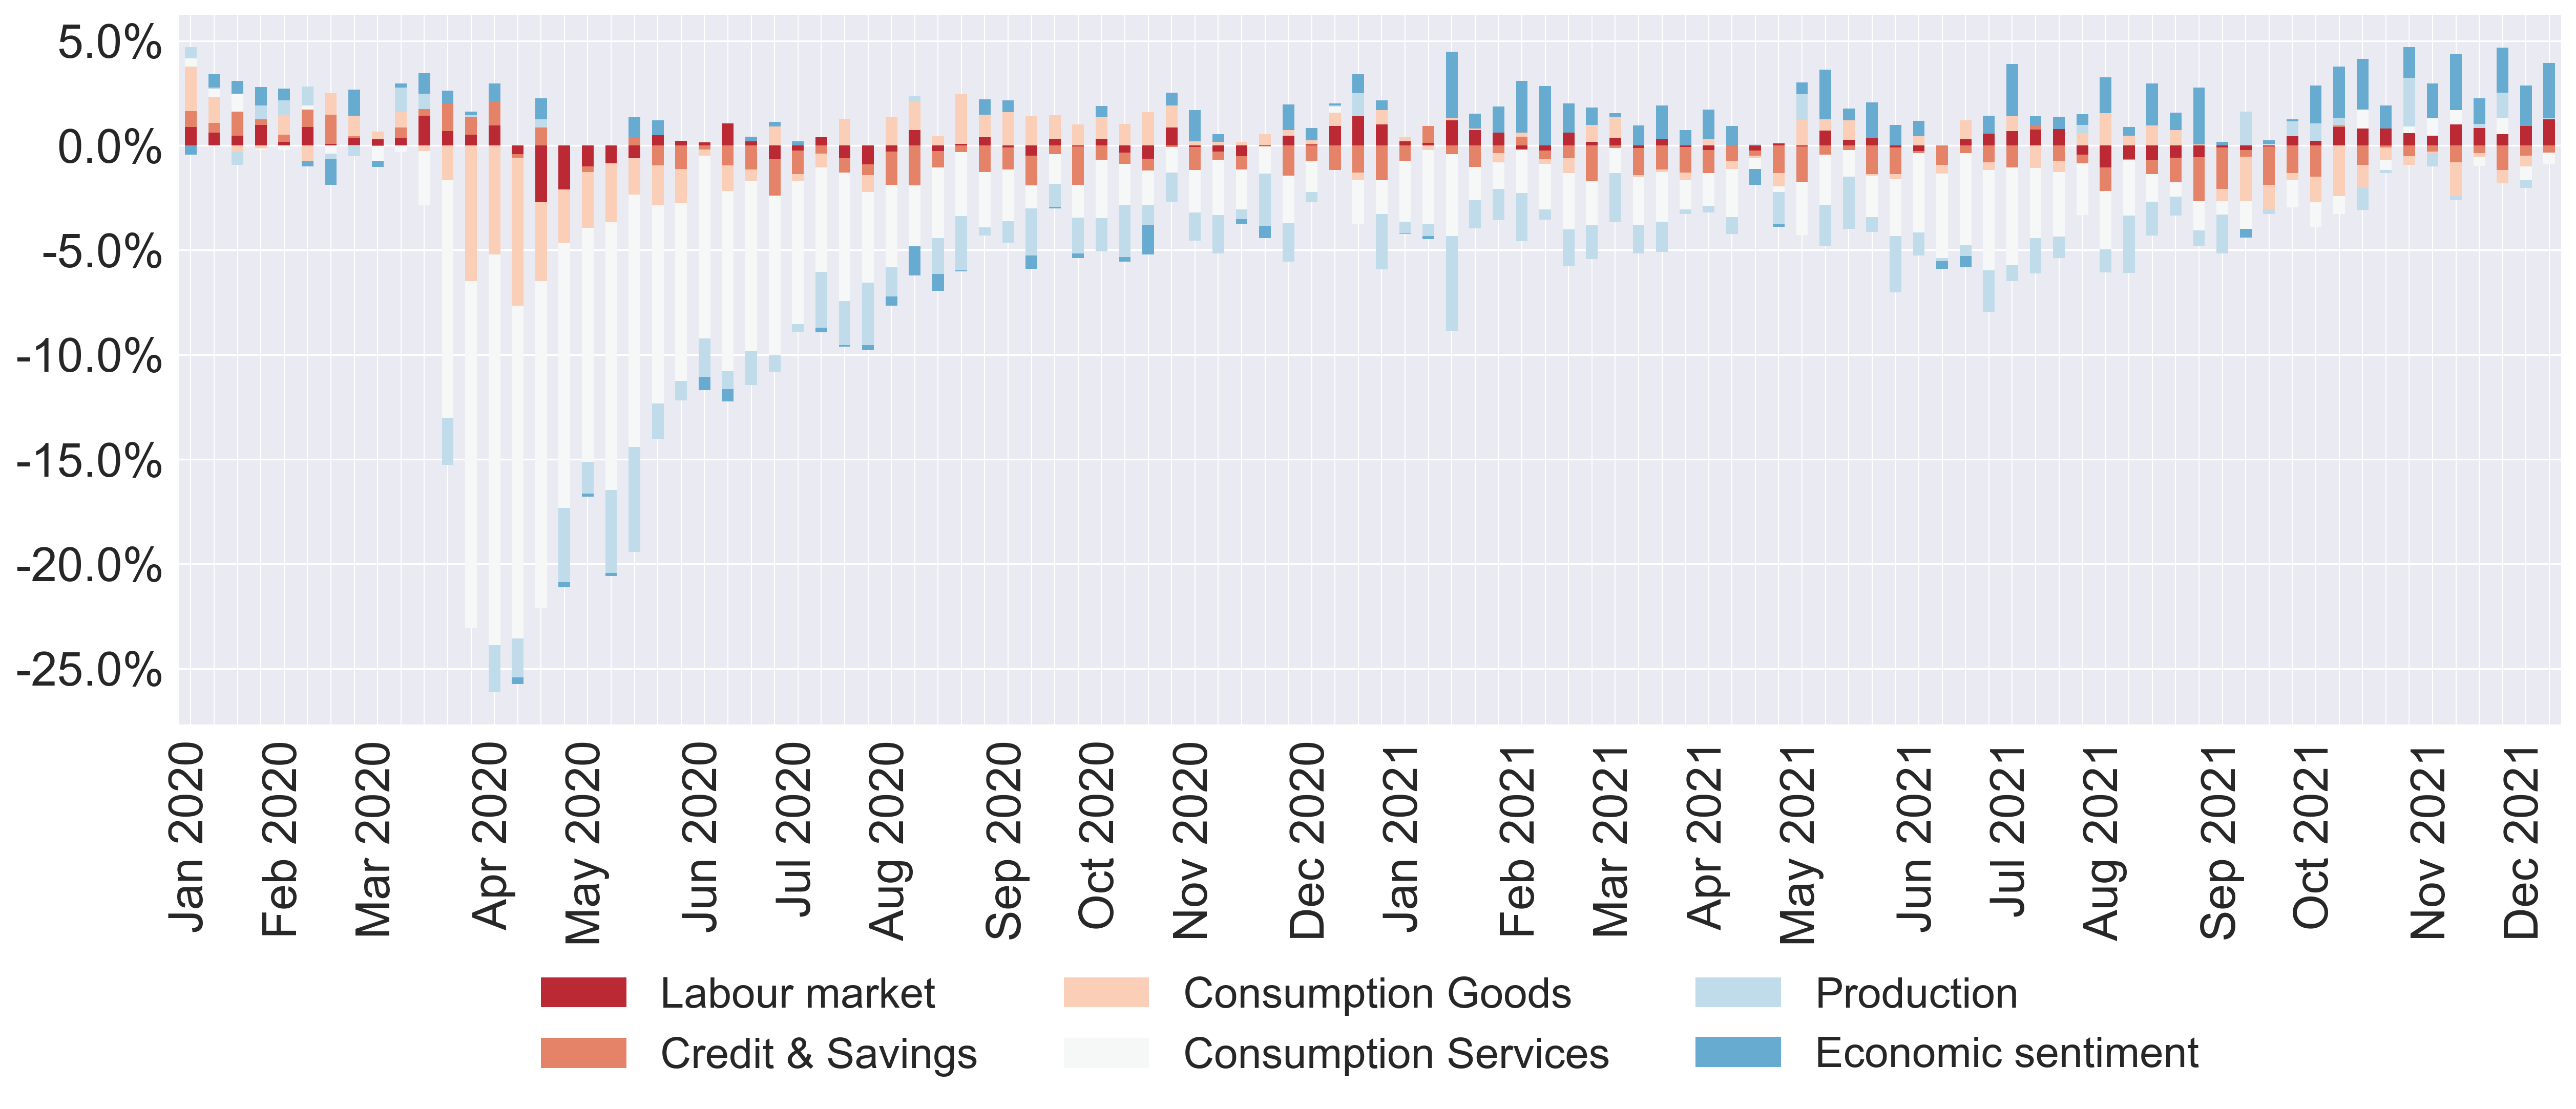 5.0%
0.0%
-5.0%
-10.0%
-15.0%
-20.0%
-25.0%
Jan 2020
Feb 2020
Mar 2020
Apr 2020
May 2020
Jun 2020
Jul 2020
Aug 2020
Sep 2020
Oct 2020
Nov 2020
Dec 2020
Jan 2021
Feb 2021
Mar 2021
Apr 2021
May 2021
Jun 2021
Jul 2021
Aug 2021
Sep 2021
Oct 2021
Nov 2021
Dec 2021
Labour market
Consumption Goods
Production
Credit & Savings
Consumption Services
Economic sentiment